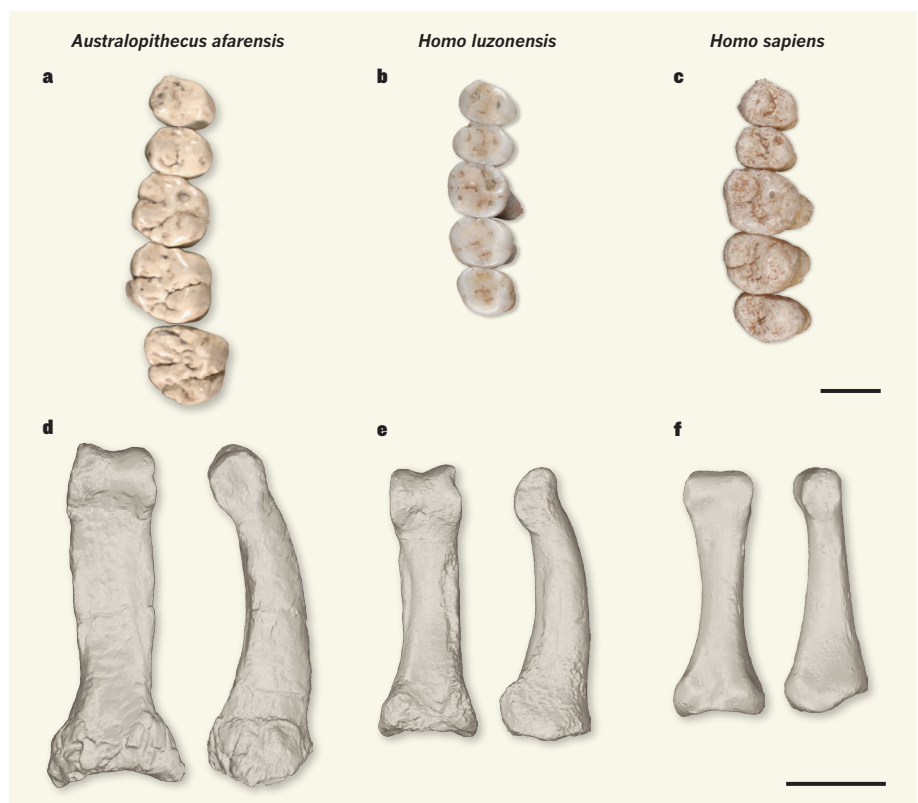 Australopithecus afarensis
Homo luzonensis
Homo sapiens
a
b
c
d
e
f